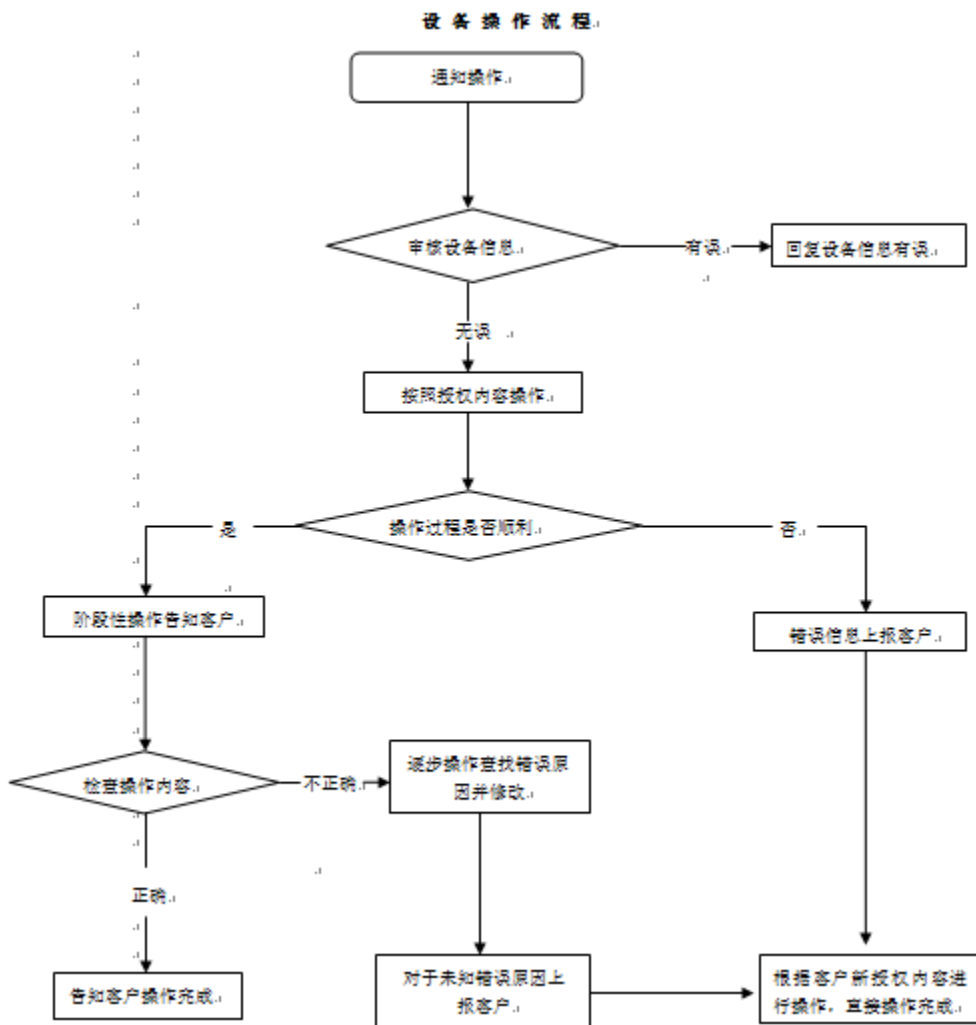 设 备 操 作 流 程
通知操作
审核设备信息
有误
回复设备信息有误
无误
按照授权内容操作
操作过程是否顺利
是
否
阶段性操作告知客户
错误信息上报客户
检查操作内容
不正确
逐步操作查找错误原
因并修改
正确
告知客户操作完成
对于未知错误原因上
报客户
根据客户新授权内容进
行操作，直接操作完成